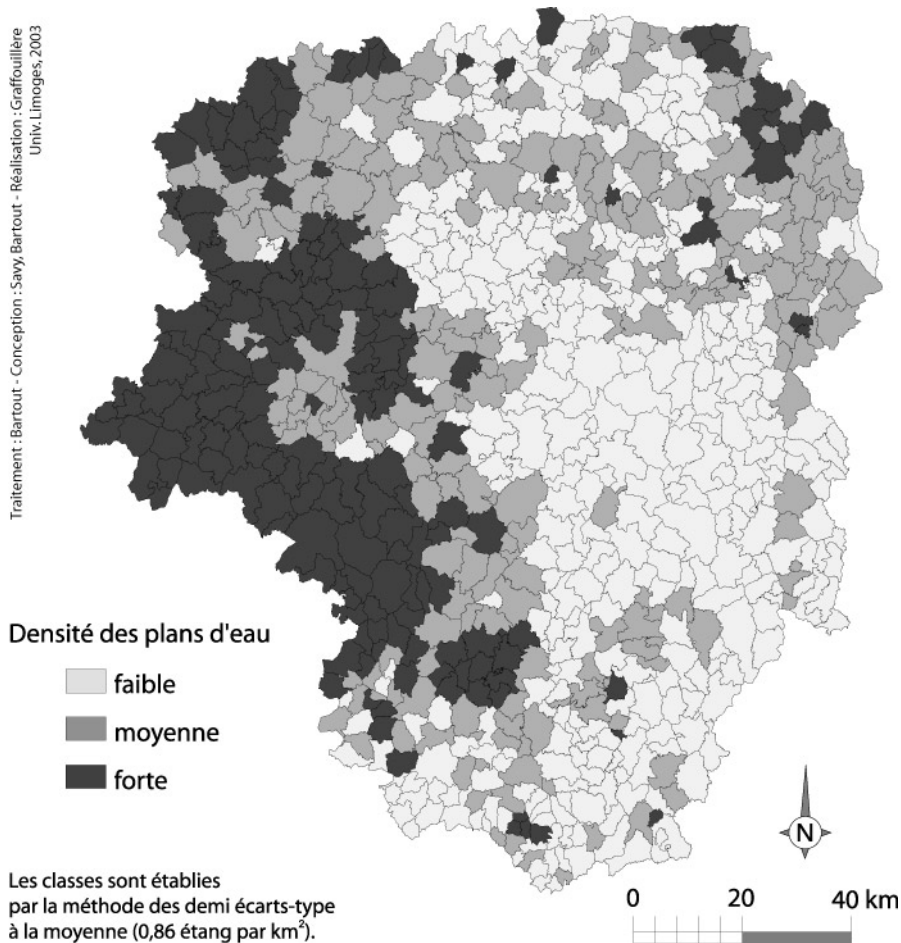 Traitement : Bartout - Conception : Savy, Bartout - Réalisation : Graffouillère
Univ. Limoges, 2003
Densité des plans d'eau
faible
moyenne
forte
Les classes sont établies
par la méthode des demi écarts-type
à la moyenne (0,86 étang par km²).
N
0 20 40 km